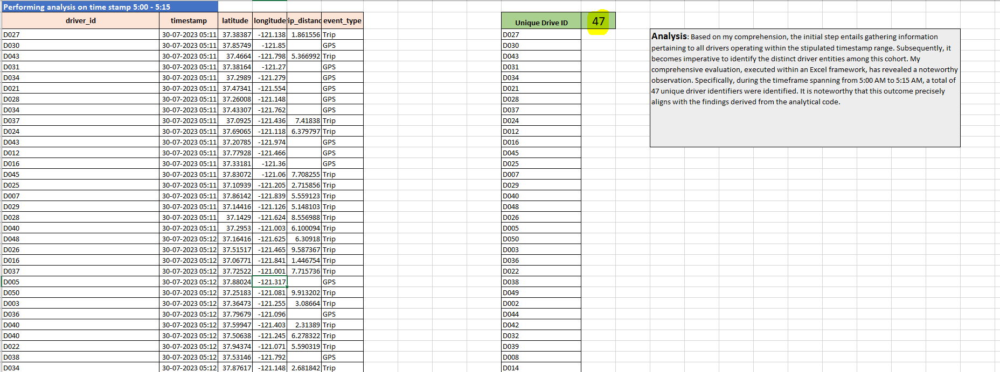 Performing analysis on time stamp 5:00 - 5:15
driver_id timestamp latitude longitude ip_distanc event_type Unique Drive ID 47
D027 30-07-2023 05:11 37.38387 -121.138 1.861556 Trip D027
D030 30-07-2023 05:11 37.85749 -121.85 GPS D030
D043 30-07-2023 05:11 37.4664 -121.798 5.366992 Trip D043
D031 30-07-2023 05:11 37.38164 -121.27 GPS D031
D034 30-07-2023 05:11 37.2989 -121.279 GPS D034
D021 30-07-2023 05:11 37.47341 -121.554 GPS D021
D028 30-07-2023 05:11 37.26008 -121.148 GPS D028
D034 30-07-2023 05:11 37.43307 -121.762 GPS D037
D037 30-07-2023 05:11 37.0925 -121.436 7.41838 Trip D024
D024 30-07-2023 05:11 37.69065 -121.118 6.379797 Trip D012
D043 30-07-2023 05:11 37.20785 -121.974 GPS D016
D012 30-07-2023 05:11 37.77928 -121.466 GPS D045
D016 30-07-2023 05:11 37.33181 -121.36 GPS D025
D045 30-07-2023 05:11 37.83072 -121.06 7.708255 Trip D007
D025 30-07-2023 05:11 37.10939 -121.205 2.715856 Trip D029
D007 30-07-2023 05:11 37.86142 -121.839 5.559123 Trip D040
D029 30-07-2023 05:11 37.14416 -121.126 5.148103 Trip D048
D028 30-07-2023 05:11 37.1429 -121.624 8.556988 Trip D026
D040 30-07-2023 05:11 37.2953 -121.003 6.100094 Trip D005
D048 30-07-2023 05:12 37.16416 -121.625 6.30918 Trip D050
D026 30-07-2023 05:12 37.51517 -121.465 9.587367 Trip D003
D016 30-07-2023 05:12 37.06771 -121.841 1.446754 Trip D036
D037 30-07-2023 05:12 37.72522 -121.001 7.715736 Trip D022
D005 30-07-2023 05:12 37.88024 -121.317 GPS D038
D050 30-07-2023 05:12 37.25183 -121.081 9.913202 Trip D049
D003 30-07-2023 05:12 37.36473 -121.255 3.08664 Trip D002
D036 30-07-2023 05:12 37.79679 -121.096 GPS D044
D040 30-07-2023 05:12 37.59947 -121.403 2.31389 Trip D042
D040 30-07-2023 05:12 37.50638 -121.245 6.278322 Trip D032
D022 30-07-2023 05:12 37.94374 -121.071 5.590319 Trip D039
D038 30-07-2023 05:12 37.53146 -121.792 GPS D008
D034 30-07-2023 05:12 37.87617 -121.148 2.681842 Trip D014
Analysis: Based on my comprehension, the initial step entails gathering information
pertaining to all drivers operating within the stipulated timestamp range. Subsequently, it
becomes imperative to identify the distinct driver entities among this cohort. My
comprehensive evaluation, executed within an Excel framework, has revealed a noteworthy
observation. Specifically, during the timeframe spanning from 5:00 AM to 5:15 AM, a total of
47 unique driver identifiers were identified. It is noteworthy that this outcome precisely
aligns with the findings derived from the analytical code.